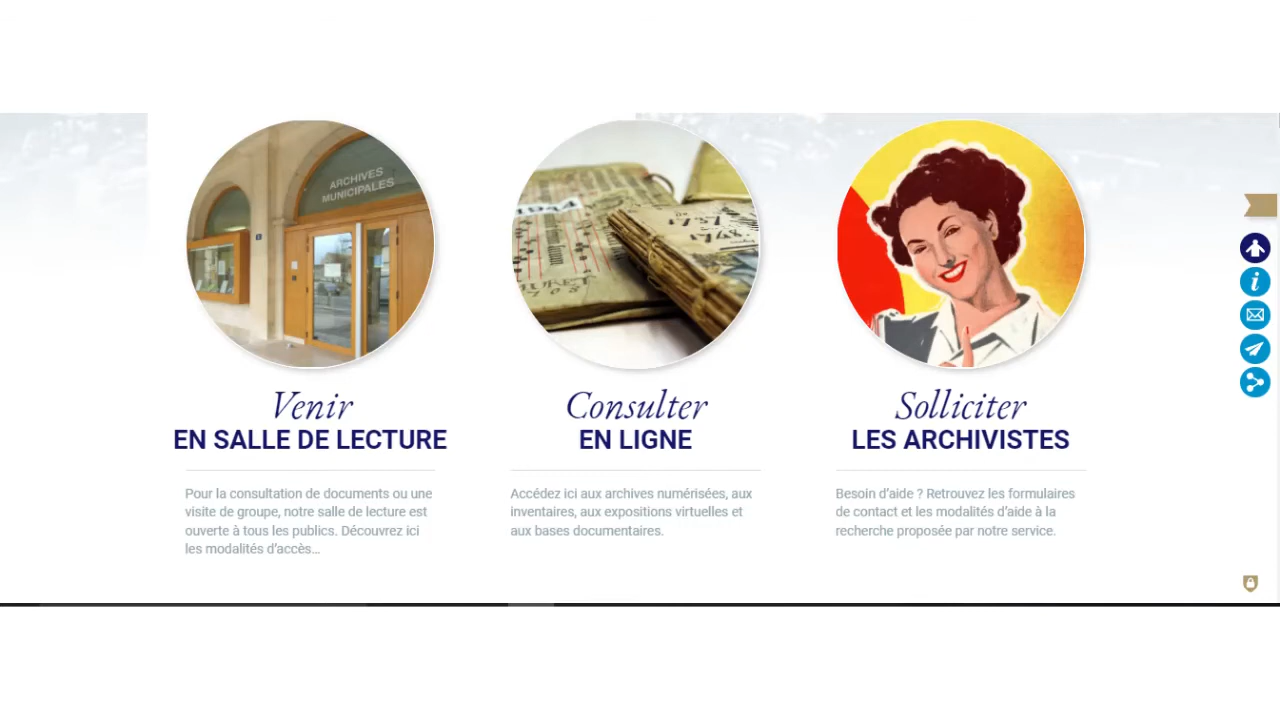 ARCHIVES
MUNICIPALES
Venir
EN SALLE DE LECTURE
Pour la consultation de documents ou une
visite de groupe, notre salle de lecture est
ouverte à tous les publics. Découvrez ici
les modalités d'accès...
Consulter
EN LIGNE
Accédez ici aux archives numérisées, aux
inventaires, aux expositions virtuelles et
aux bases documentaires.
Solliciter
LES ARCHIVISTES
Besoin d'aide ? Retrouvez les formulaires
de contact et les modalités d'aide à la
recherche proposée par notre service.